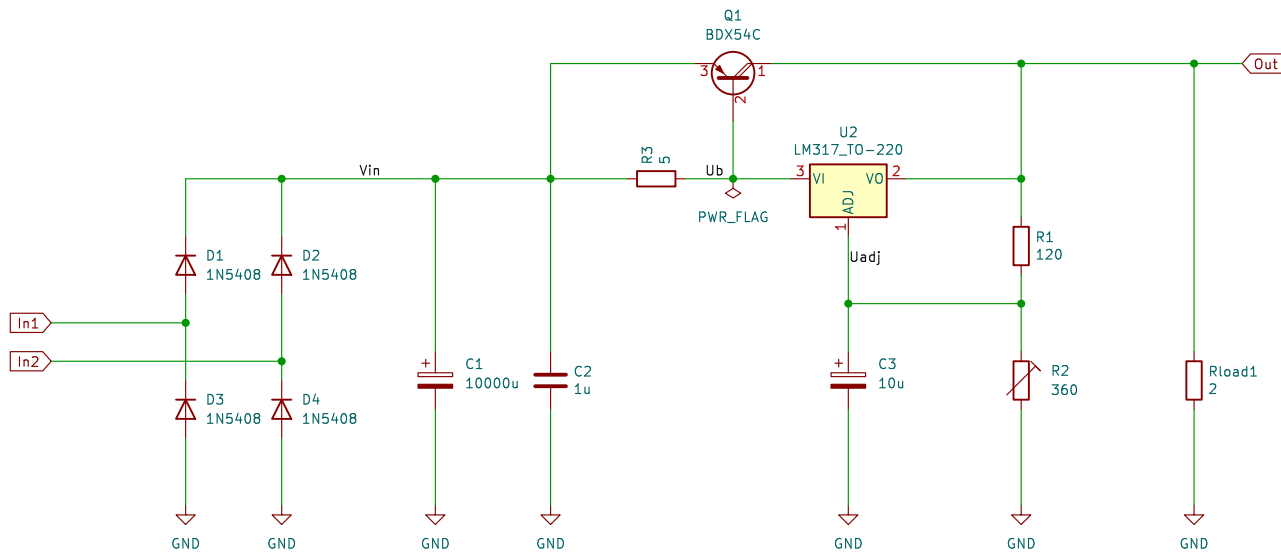 Q1
BDX54C
3
1
2
Out
R3
5
U2
LM317_TO-220
Vin
Ub
3
VI
VO
2
ADJ
1
PWR_FLAG
Uadj
R1
120
D1
1N5408
D2
1N5408
In1
In2
+
C1
10000u
C2
1u
+
C3
10u
R2
360
Rload1
2
D3
1N5408
D4
1N5408
GND
GND
GND
GND
GND
GND
GND